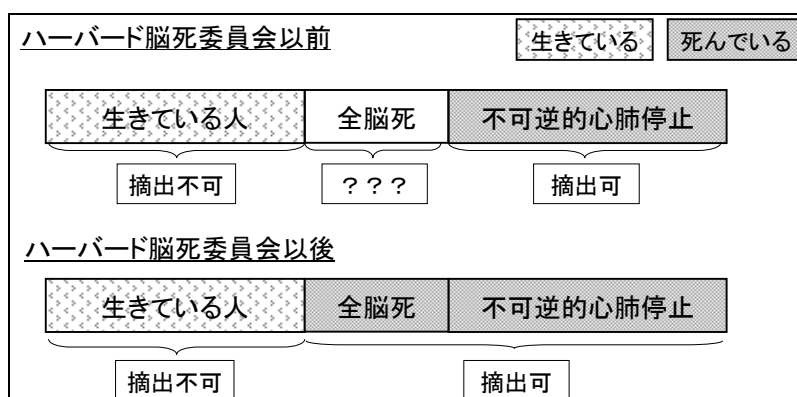 ハーバード脳死委員会以前
生きている 死んでいる
生きている人 全脳死 不可逆的心肺停止
摘出不可 ？？？ 摘出可
ハーバード脳死委員会以後
生きている人 全脳死 不可逆的心肺停止
摘出不可 摘出可